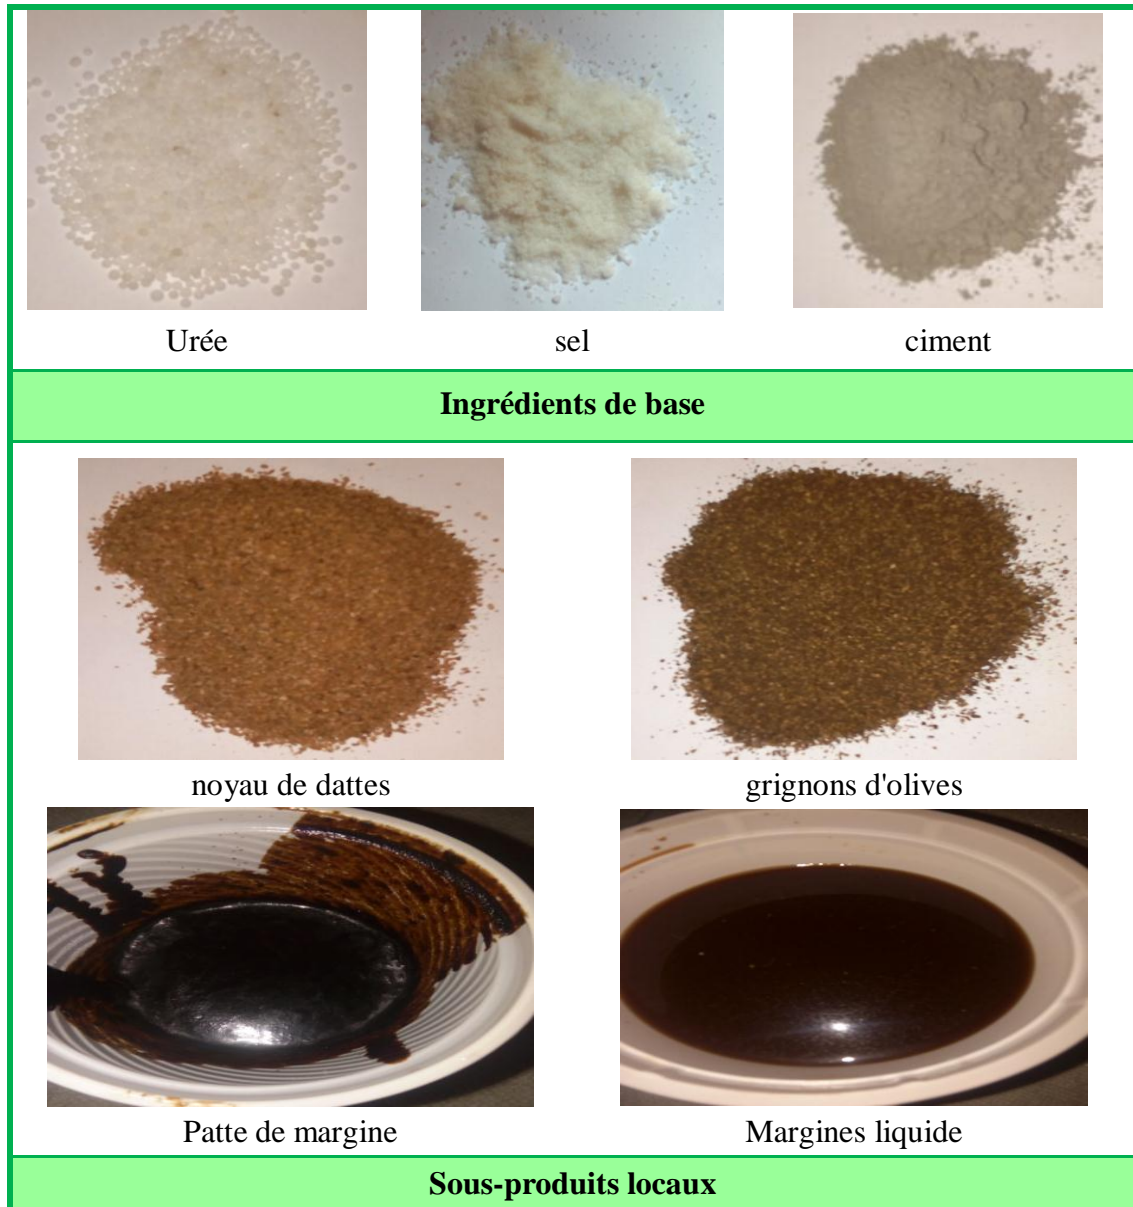 Urée
sel
ciment
Ingrédients de base
noyau de dattes
grignons d'olives
Patte de margine
Margines liquide
Sous-produits locaux